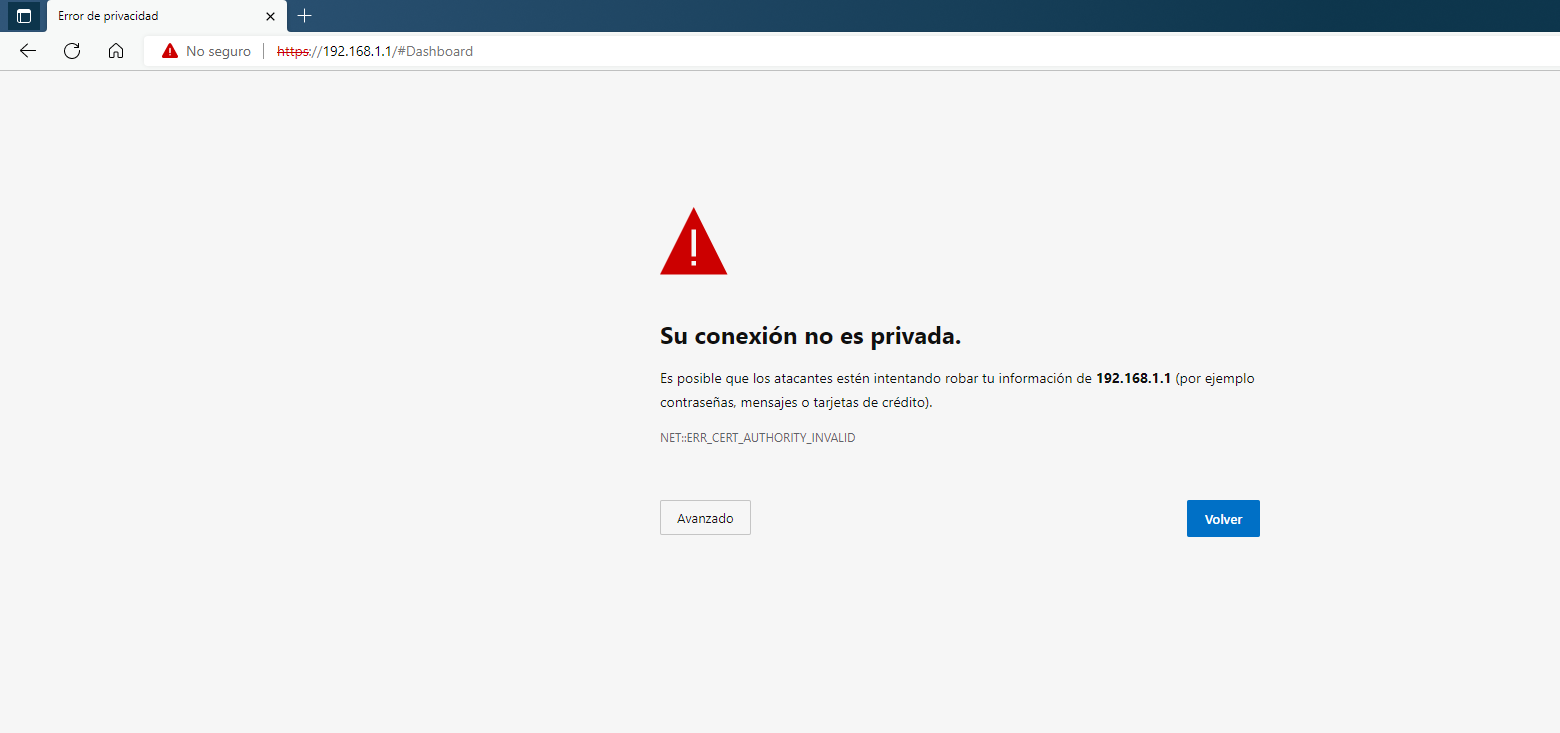 Error de privacidad
No seguro https://192.168.1.1/#Dashboard
Su conexión no es privada.
Es posible que los atacantes estén intentando robar tu información de 192.168.1.1 (por ejemplo
contraseñas, mensajes o tarjetas de crédito).
NET::ERR_CERT_AUTHORITY_INVALID
Avanzado
Volver